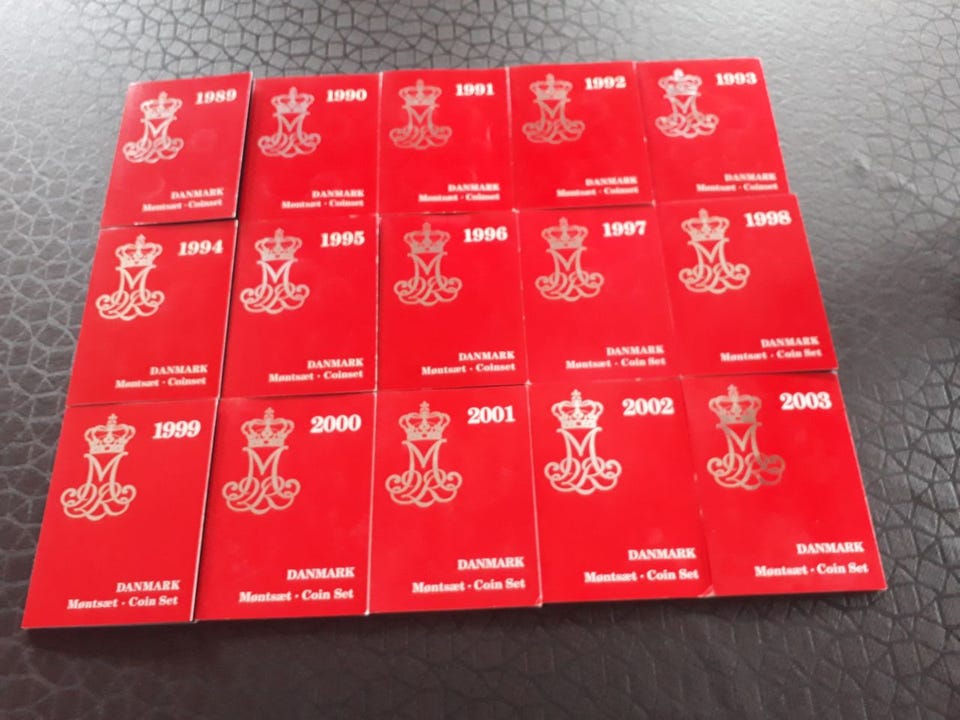 1989
DANMARK
Møntsæt · Coinset
1990
DANMARK
Møntsæt · Coinset
1991
DANMARK
Møntsæt · Coinset
1992
DANMARK
Møntsæt · Coinset
1993
DANMARK
Møntsæt · Coinset
1994
DANMARK
Møntsæt · Coinset
1995
DANMARK
Møntsæt · Coinset
1996
DANMARK
Møntsæt · Coinset
1997
DANMARK
Møntsæt · Coin Set
1998
DANMARK
Møntsæt · Coin Set
1999
DANMARK
Møntsæt · Coin Set
2000
DANMARK
Møntsæt · Coin Set
2001
DANMARK
Møntsæt · Coin Set
2002
DANMARK
Møntsæt · Coin Set
2003
DANMARK
Møntsæt · Coin Set